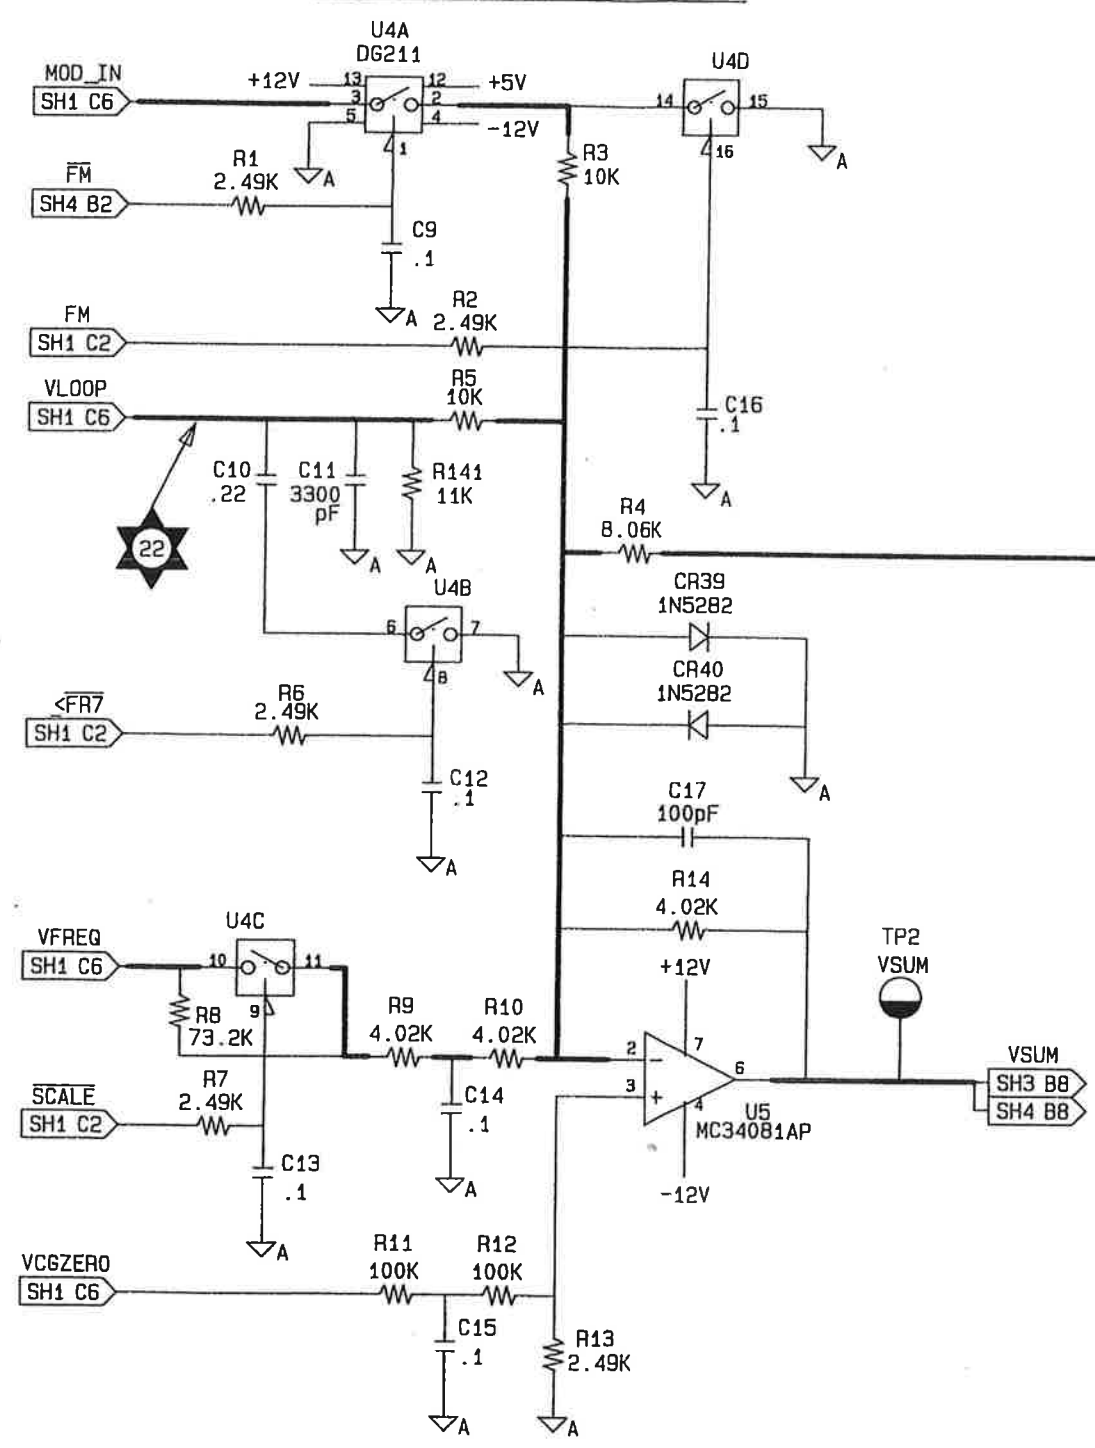 U4A
DG211
MOD_IN
SH1 C6
+12V
13
12
+5V
3
2
5
4
-12V
1
A
U4D
14
15
16
A
R3
10K
FM
SH4 B2
R1
2.49K
C9
.1
A
FM
SH1 C2
R2
2.49K
VLOOP
SH1 C6
R5
10K
C16
.1
A
C10
.22
C11
3300
pF
R141
11K
A
A
22
R4
8.06K
U4B
6
7
8
A
CR39
1N5282
CR40
1N5282
A
<FR7
SH1 C2
R6
2.49K
C12
.1
A
C17
100pF
R14
4.02K
VFREQ
SH1 C6
U4C
10
11
9
R8
73.2K
R9
4.02K
R10
4.02K
+12V
7
2
-
3
+
6
4
U5
MC34081AP
-12V
TP2
VSUM
VSUM
SH3 B8
SH4 B8
SCALE
SH1 C2
R7
2.49K
C14
.1
A
C13
.1
A
VCGZERO
SH1 C6
R11
100K
R12
100K
C15
.1
A
R13
2.49K
A